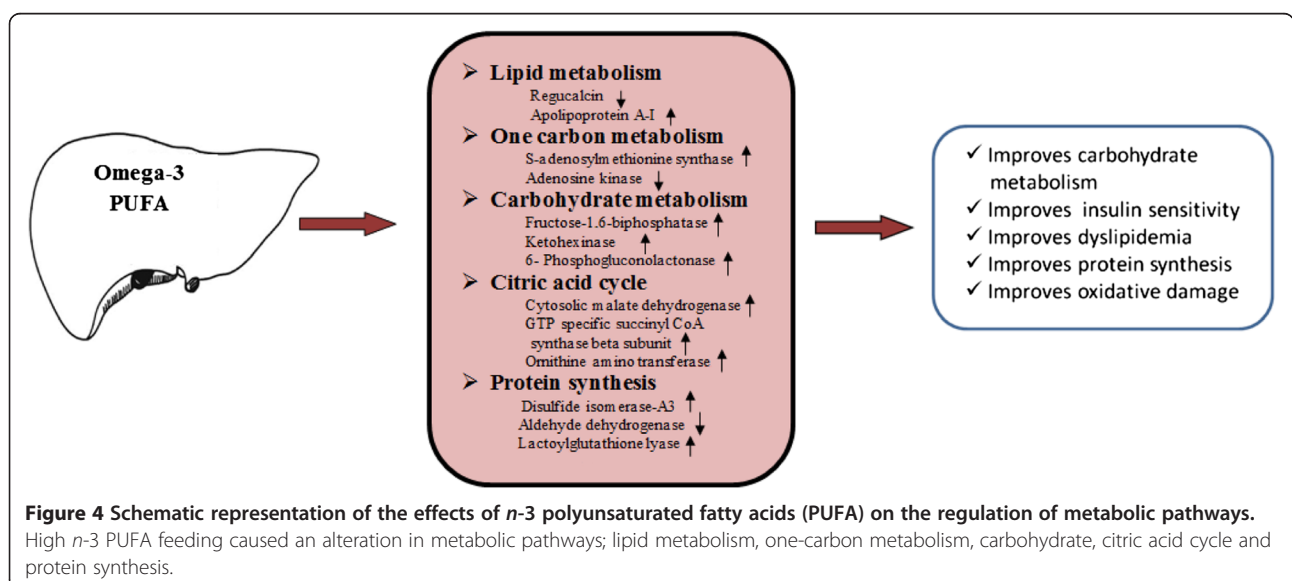 Omega-3
PUFA
➤ Lipid metabolism
Regucalcin ↓
Apolipoprotein A-I ↑
➤ One carbon metabolism
S-adenosylmethionine synthase ↑
Adenosine kinase ↓
➤ Carbohydrate metabolism
Fructose-1.6-biphosphatase ↑
Ketohexinase ↑
6- Phosphogluconolactonase ↑
➤ Citric acid cycle
Cytosolic malate dehydrogenase ↑
GTP specific succinyl CoA
synthase beta subunit ↑
Ornithine amino transferase ↑
➤ Protein synthesis
Disulfide isomerase-A3 ↑
Aldehyde dehydrogenase ↓
Lactoylglutathione lyase ↑
✓ Improves carbohydrate
metabolism
✓ Improves insulin sensitivity
✓ Improves dyslipidemia
✓ Improves protein synthesis
✓ Improves oxidative damage
Figure 4 Schematic representation of the effects of n-3 polyunsaturated fatty acids (PUFA) on the regulation of metabolic pathways.
High n-3 PUFA feeding caused an alteration in metabolic pathways; lipid metabolism, one-carbon metabolism, carbohydrate, citric acid cycle and
protein synthesis.